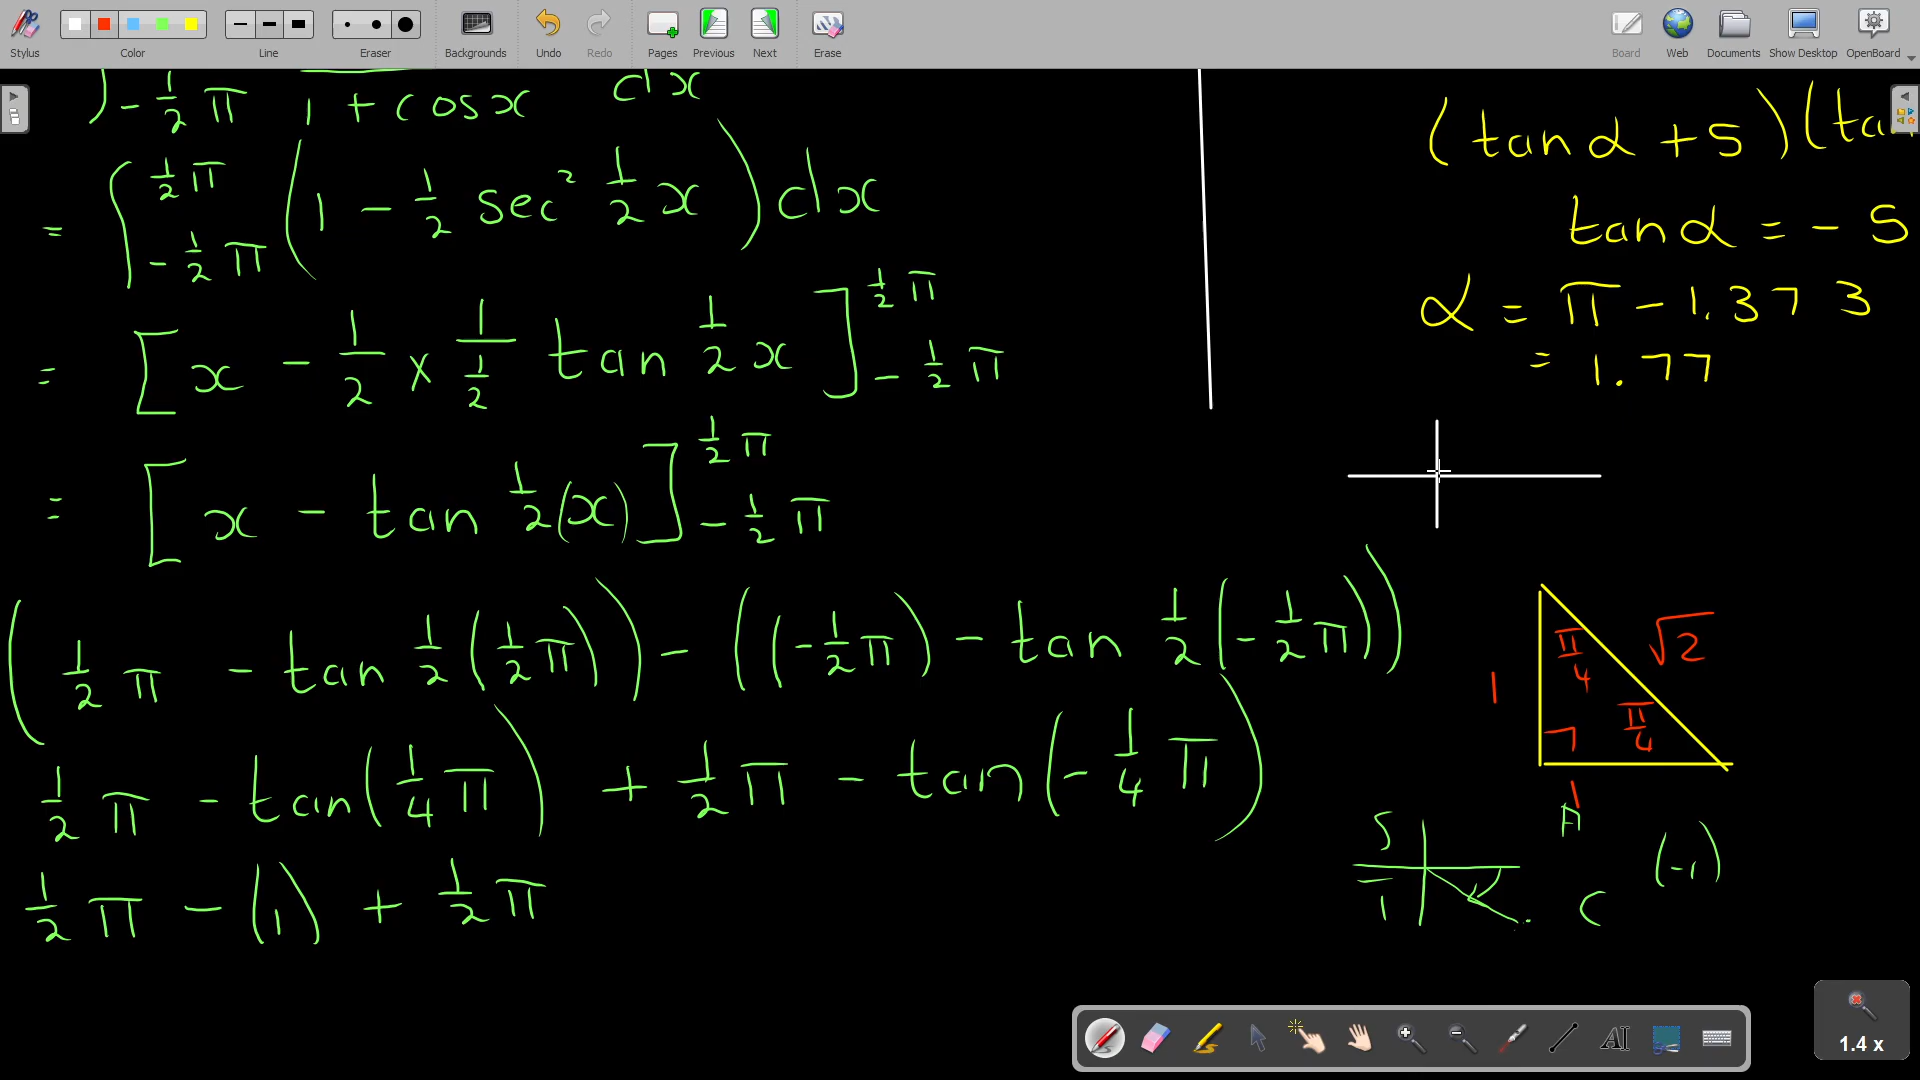 Stylus Color Line Eraser Backgrounds Undo Redo Pages Previous Next Erase Board Web Documents Show Desktop OpenBoard
-½π 1 + cosx dx
= ∫ ½π -½π (1 - ½ sec² ½x) dx
= [x - ½ × 1/½ tan ½x] ½π -½π
= [x - tan ½(x)] ½π -½π
(½π - tan ½(½π)) - ((-½π) - tan ½(-½π))
½π - tan(¼π) + ½π - tan(-¼π)
½π - (1) + ½π
(tanα + 5)(ta
tanα = - 5
α = π - 1.373
= 1.77
π/4 √2
1
π/4
1
S A (-1)
T C
1.4 x